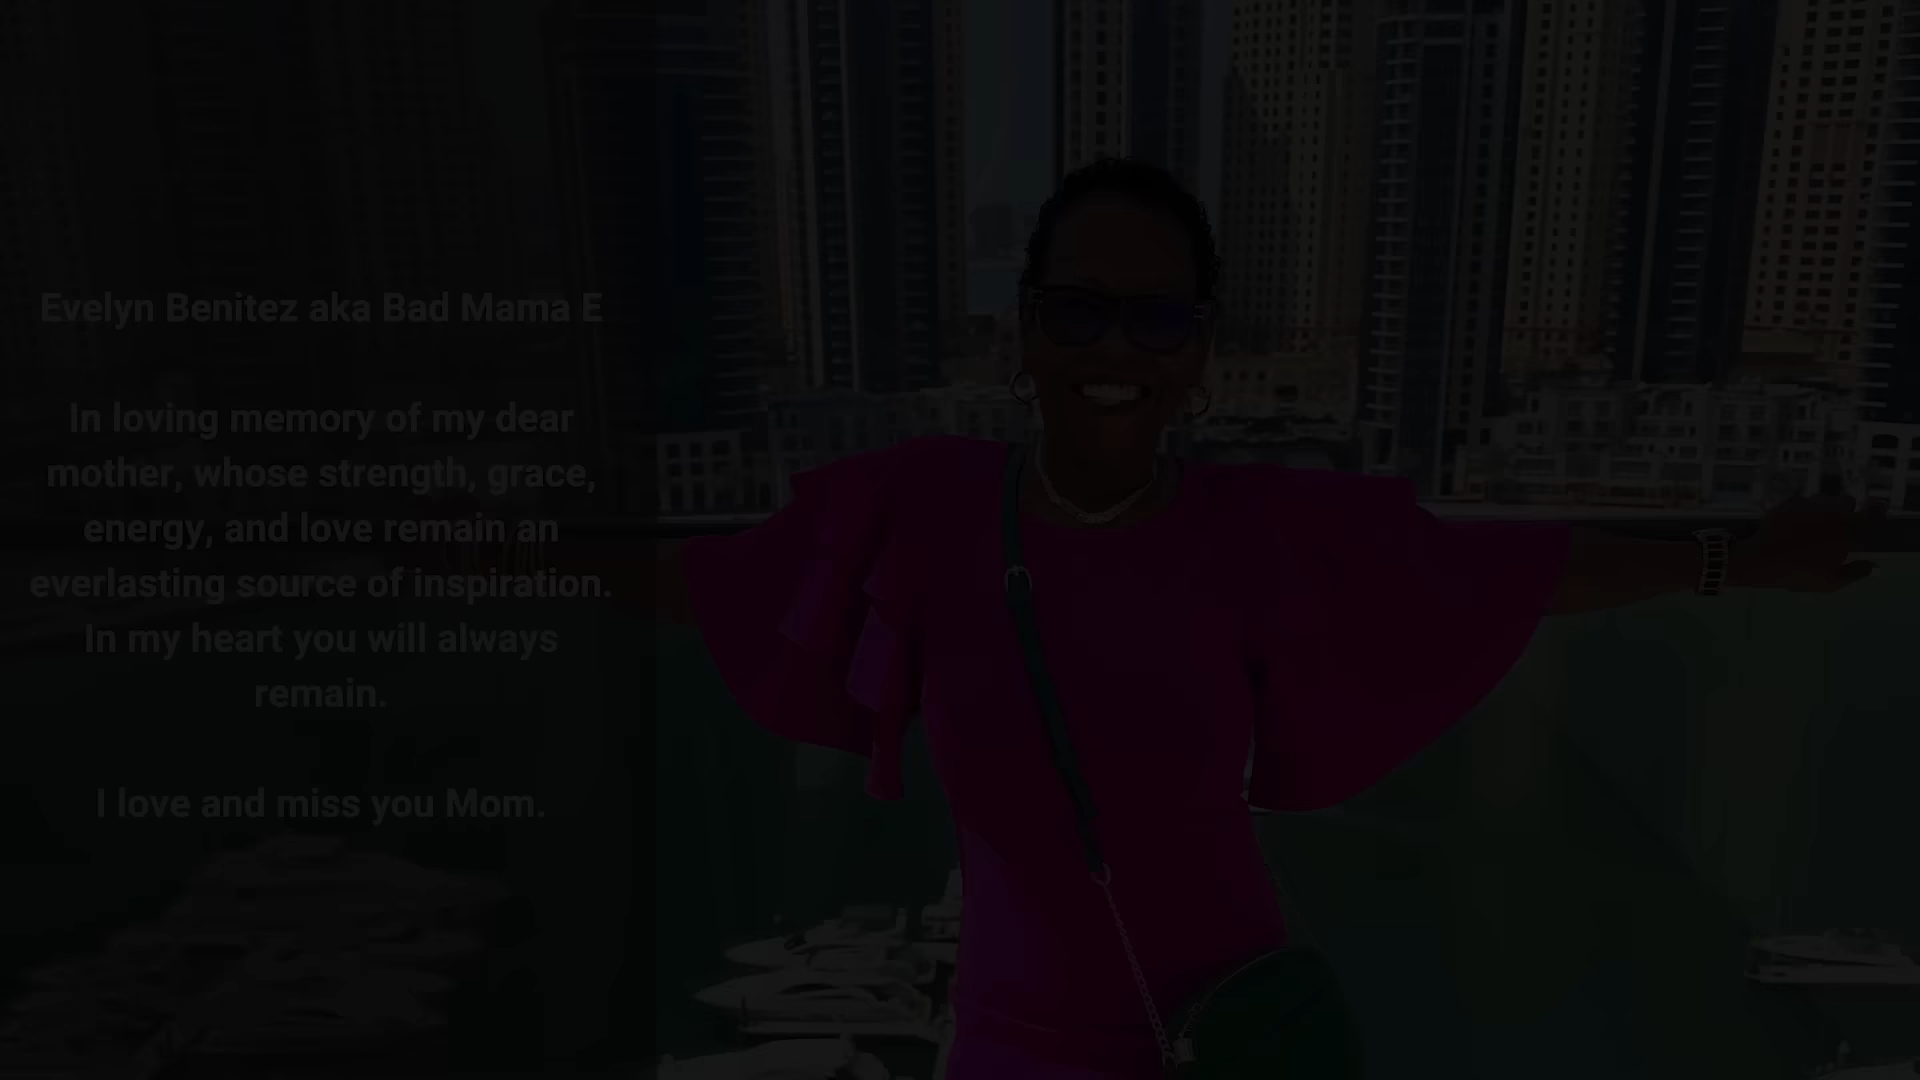 Evelyn Benitez aka Bad Mama E
In loving memory of my dear
mother, whose strength, grace,
energy, and love remain an
everlasting source of inspiration.
In my heart you will always
remain.
I love and miss you Mom.